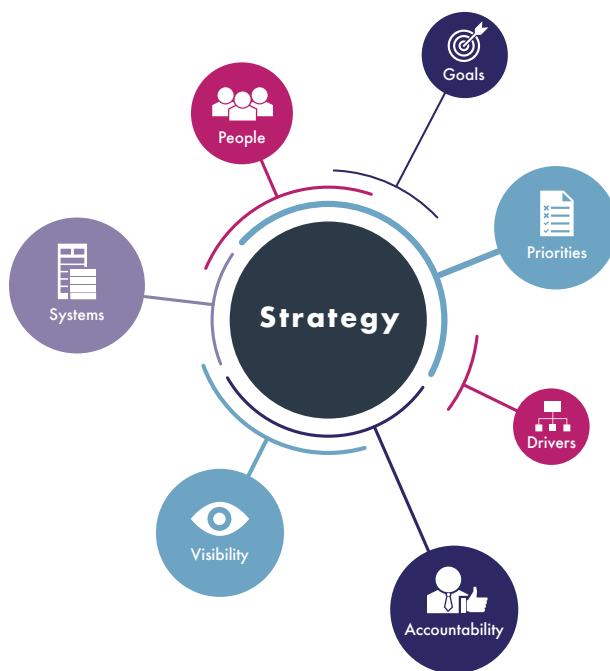 Goals
People
Priorities
Systems
Strategy
Drivers
Visibility
Accountability